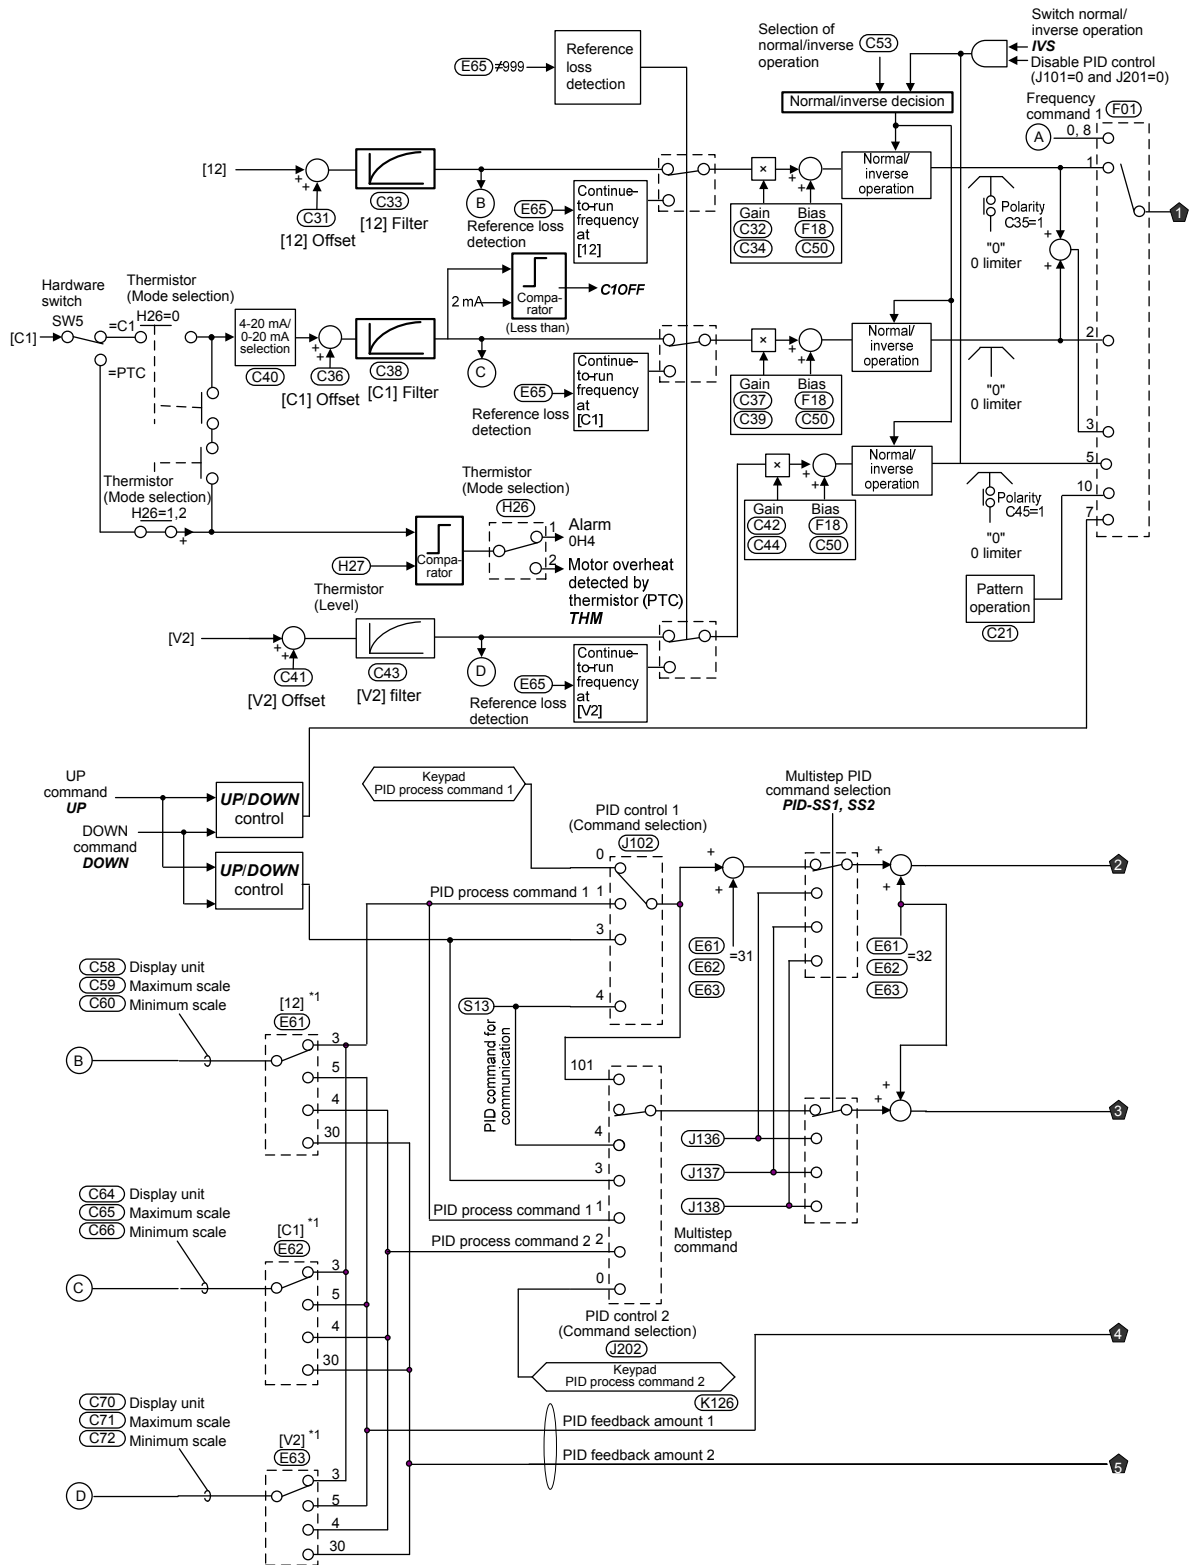 Switch normal/
inverse operation
IVS
Disable PID control
(J101=0 and J201=0)
Selection of
normal/inverse
operation
C53
Normal/inverse decision
E65 ≠999
Reference
loss
detection
Frequency
command 1
F01
A
0, 8
1
[12]
+
+
C31
[12] Offset
C33
[12] Filter
B
E65
Reference loss
detection
Continue-
to-run
frequency
at
[12]
×
+
+
Gain
C32
C34
Bias
F18
C50
Normal/
inverse
operation
Polarity
C35=1
"0"
0 limiter
+
+
1
Hardware
switch
SW5
Thermistor
(Mode selection)
H26=0
[C1]
=C1
=PTC
4-20 mA/
0-20 mA
selection
C40
+
+
C36
[C1] Offset
C38
[C1] Filter
2 mA
Compa-
rator
(Less than)
C1OFF
C
E65
Reference loss
detection
Continue-
to-run
frequency
at
[C1]
×
+
+
Gain
C37
C39
Bias
F18
C50
Normal/
inverse
operation
"0"
0 limiter
2
3
5
10
7
Thermistor
(Mode selection)
H26=1,2
+
H27
Thermistor
(Level)
Compa-
rator
Thermistor
(Mode selection)
H26
1
Alarm
0H4
2
Motor overheat
detected by
thermistor (PTC)
THM
×
+
+
Gain
C42
C44
Bias
F18
C50
Normal/
inverse
operation
Polarity
C45=1
"0"
0 limiter
Pattern
operation
C21
[V2]
+
+
C41
[V2] Offset
C43
[V2] filter
D
E65
Reference loss
detection
Continue-
to-run
frequency
at
[V2]
UP
command
UP
DOWN
command
DOWN
UP/DOWN
control
UP/DOWN
control
Keypad
PID process command 1
PID control 1
(Command selection)
J102
0
PID process command 1 1
3
4
S13
PID command for
communication
+
+
E61
E62
E63
=31
Multistep PID
command selection
PID-SS1, SS2
+
+
E61
E62
E63
=32
2
C58 Display unit
C59 Maximum scale
C60 Minimum scale
[12] *1
E61
B
3
5
4
30
101
4
3
PID process command 1 1
PID process command 2 2
0
J136
J137
J138
Multistep
command
+
+
3
C64 Display unit
C65 Maximum scale
C66 Minimum scale
[C1] *1
E62
C
3
5
4
30
PID control 2
(Command selection)
J202
Keypad
PID process command 2
K126
4
C70 Display unit
C71 Maximum scale
C72 Minimum scale
[V2] *1
E63
D
3
5
4
30
PID feedback amount 1
PID feedback amount 2
5